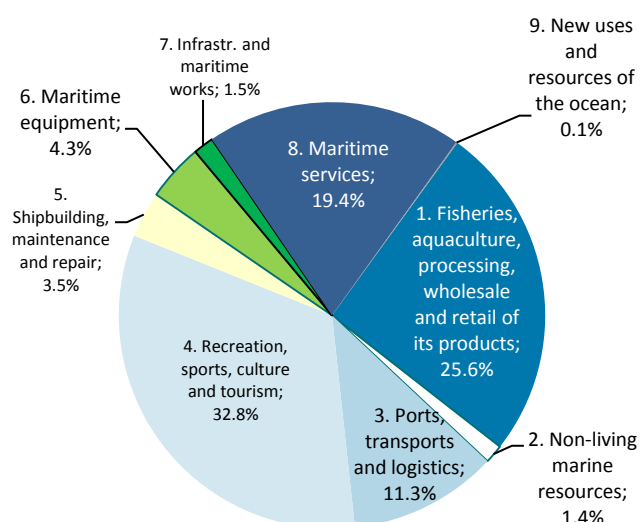 9. New uses
and
resources of
the ocean;
0.1%
7. Infrastr. and
maritime
works; 1.5%
6. Maritime
equipment;
4.3%
8. Maritime
services;
19.4%
5.
Shipbuilding,
maintenance
and repair;
3.5%
1. Fisheries,
aquaculture,
processing,
wholesale
and retail of
its products;
25.6%
4. Recreation,
sports, culture
and tourism;
32.8%
3. Ports,
transports
and logistics;
11.3%
2. Non-living
marine
resources;
1.4%